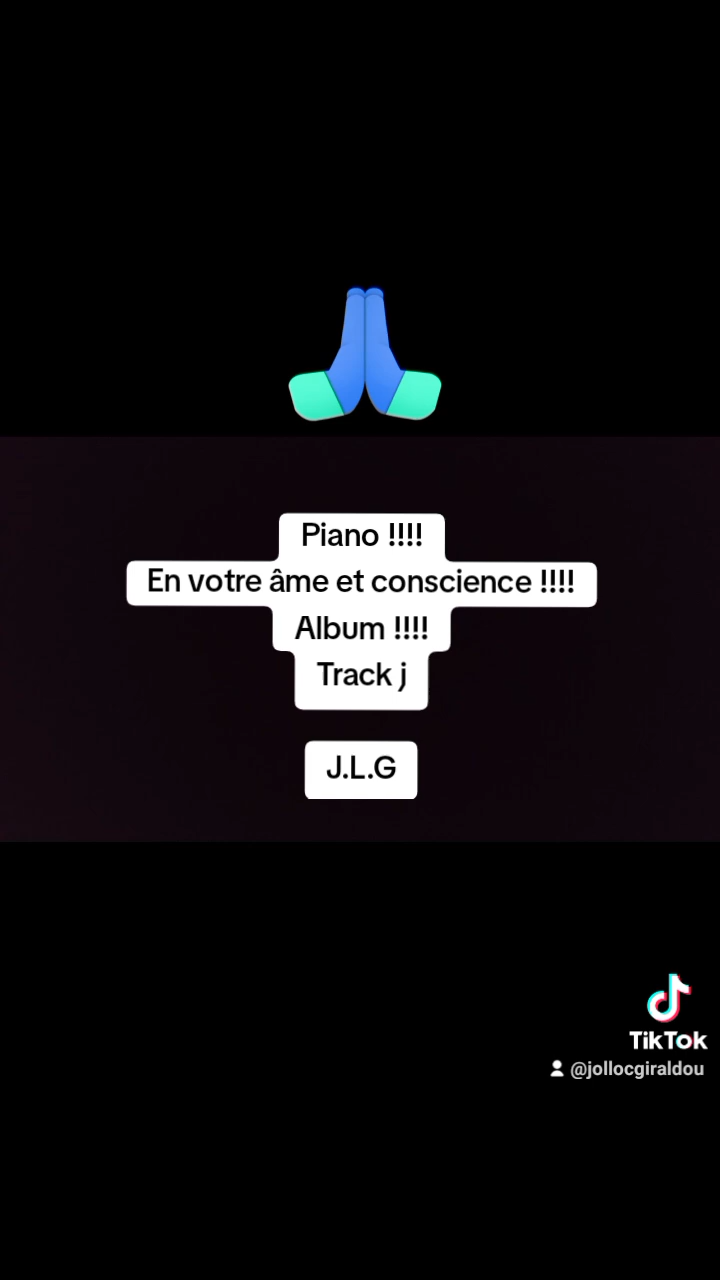 Piano !!!!
En votre âme et conscience !!!!
Album !!!!
Track j
J.L.G
TikTok
@jollocgiraldou